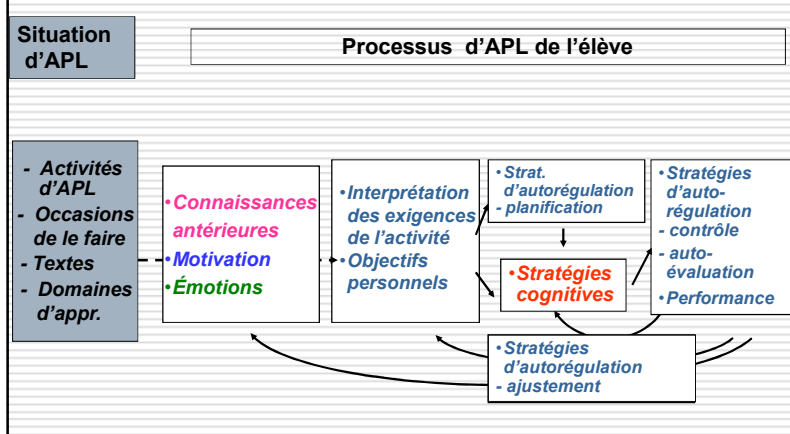 Situation
d'APL
Processus d'APL de l'élève
- Activités
d'APL
- Occasions
de le faire
- Textes
- Domaines
d'appr.
•Connaissances
antérieures
•Motivation
•Émotions
•Interprétation
des exigences
de l'activité
•Objectifs
personnels
•Strat.
d'autorégulation
- planification
•Stratégies
cognitives
•Stratégies
d'auto-
régulation
- contrôle
- auto-
évaluation
•Performance
•Stratégies
d'autorégulation
- ajustement